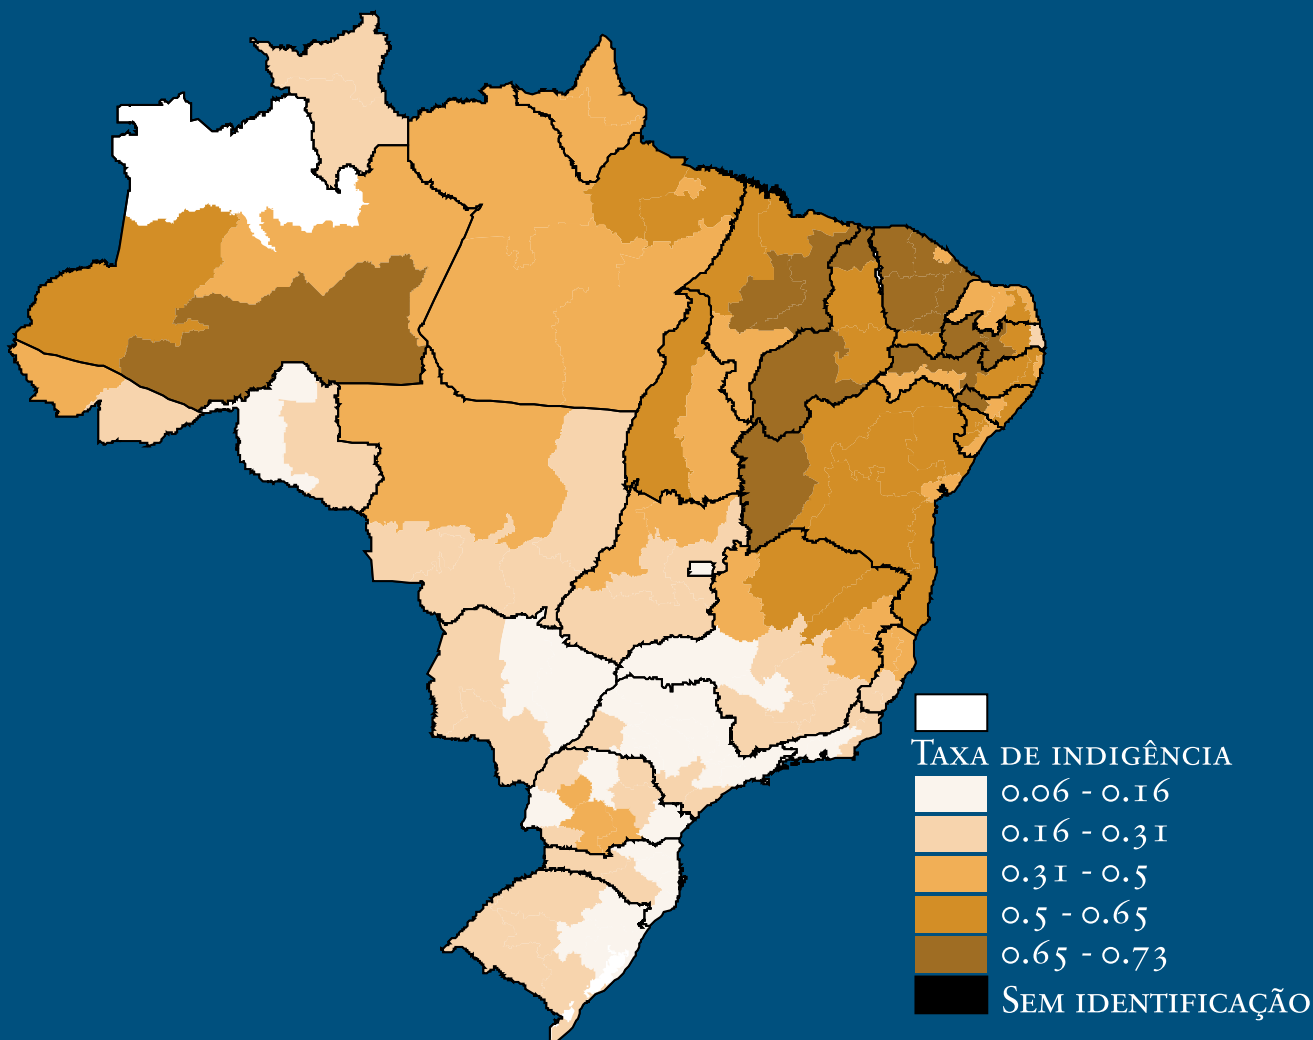 Taxa de indigência
0.06 - 0.16
0.16 - 0.31
0.31 - 0.5
0.5 - 0.65
0.65 - 0.73
Sem identificação